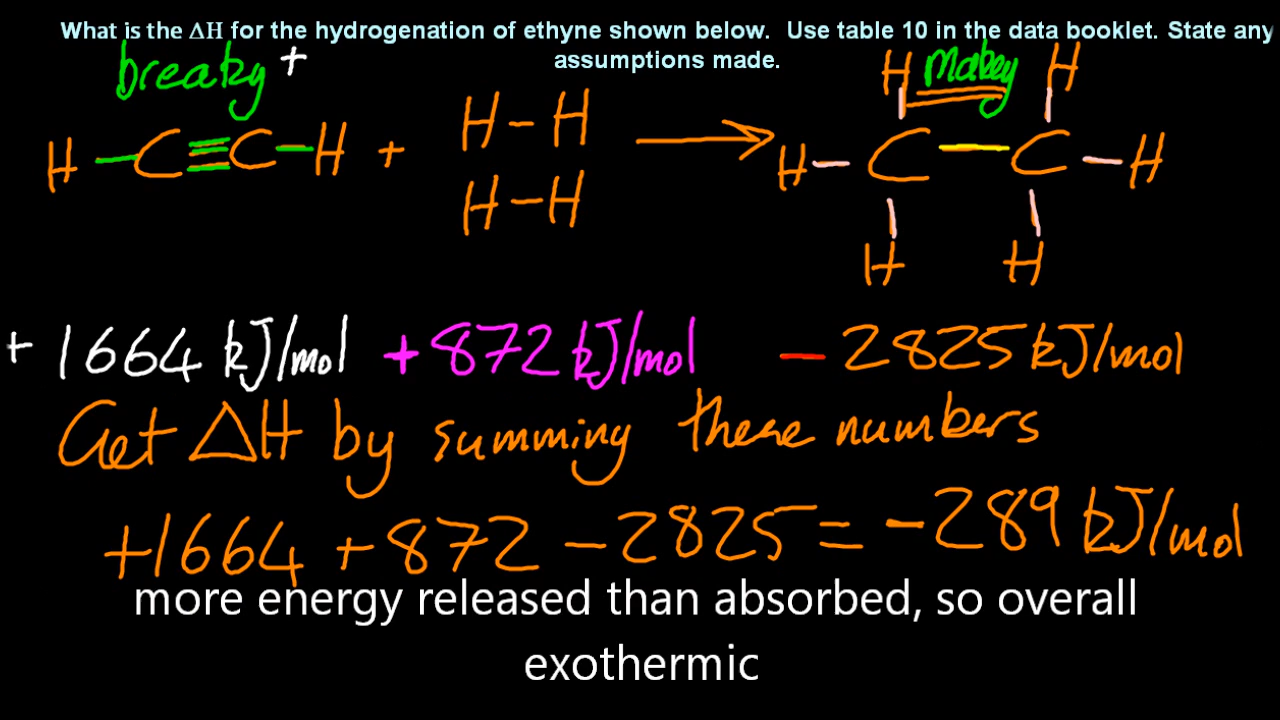 What is the ΔH for the hydrogenation of ethyne shown below. Use table 10 in the data booklet. State any
assumptions made.
breaky +
makey
H H
H-C≡C-H + H-H → H-C-C-H
H-H
H H
+1664 kJ/mol +872 kJ/mol -2825 kJ/mol
Get ΔH by summing these numbers
+1664 +872 -2825 = -289 kJ/mol
more energy released than absorbed, so overall
exothermic